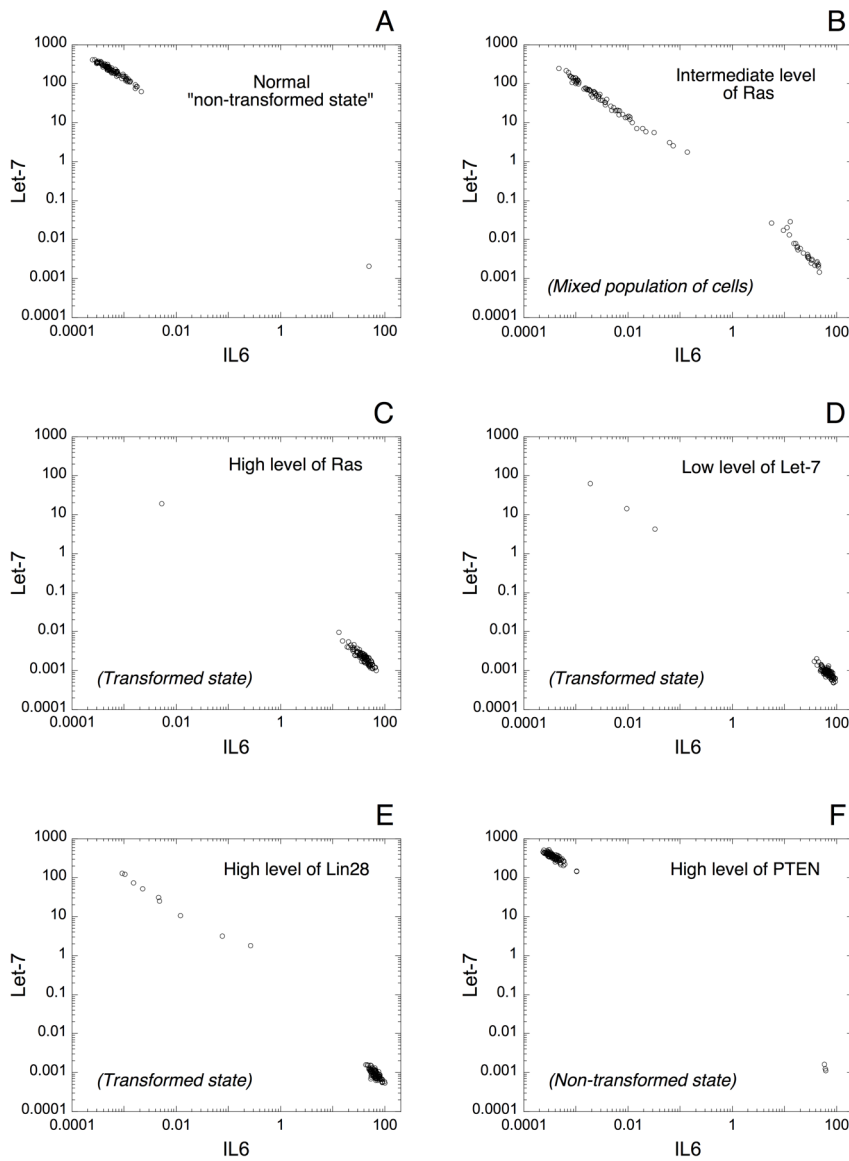 A
1000
100
10
1
0.1
0.01
0.001
0.0001
Let-7
Normal
"non-transformed state"
0.0001 0.01 1 100
IL6
B
1000
100
10
1
0.1
0.01
0.001
0.0001
Let-7
Intermediate level
of Ras
(Mixed population of cells)
0.0001 0.01 1 100
IL6
C
1000
100
10
1
0.1
0.01
0.001
0.0001
Let-7
High level of Ras
(Transformed state)
0.0001 0.01 1 100
IL6
D
1000
100
10
1
0.1
0.01
0.001
0.0001
Let-7
Low level of Let-7
(Transformed state)
0.0001 0.01 1 100
IL6
E
1000
100
10
1
0.1
0.01
0.001
0.0001
Let-7
High level of Lin28
(Transformed state)
0.0001 0.01 1 100
IL6
F
1000
100
10
1
0.1
0.01
0.001
0.0001
Let-7
High level of PTEN
(Non-transformed state)
0.0001 0.01 1 100
IL6